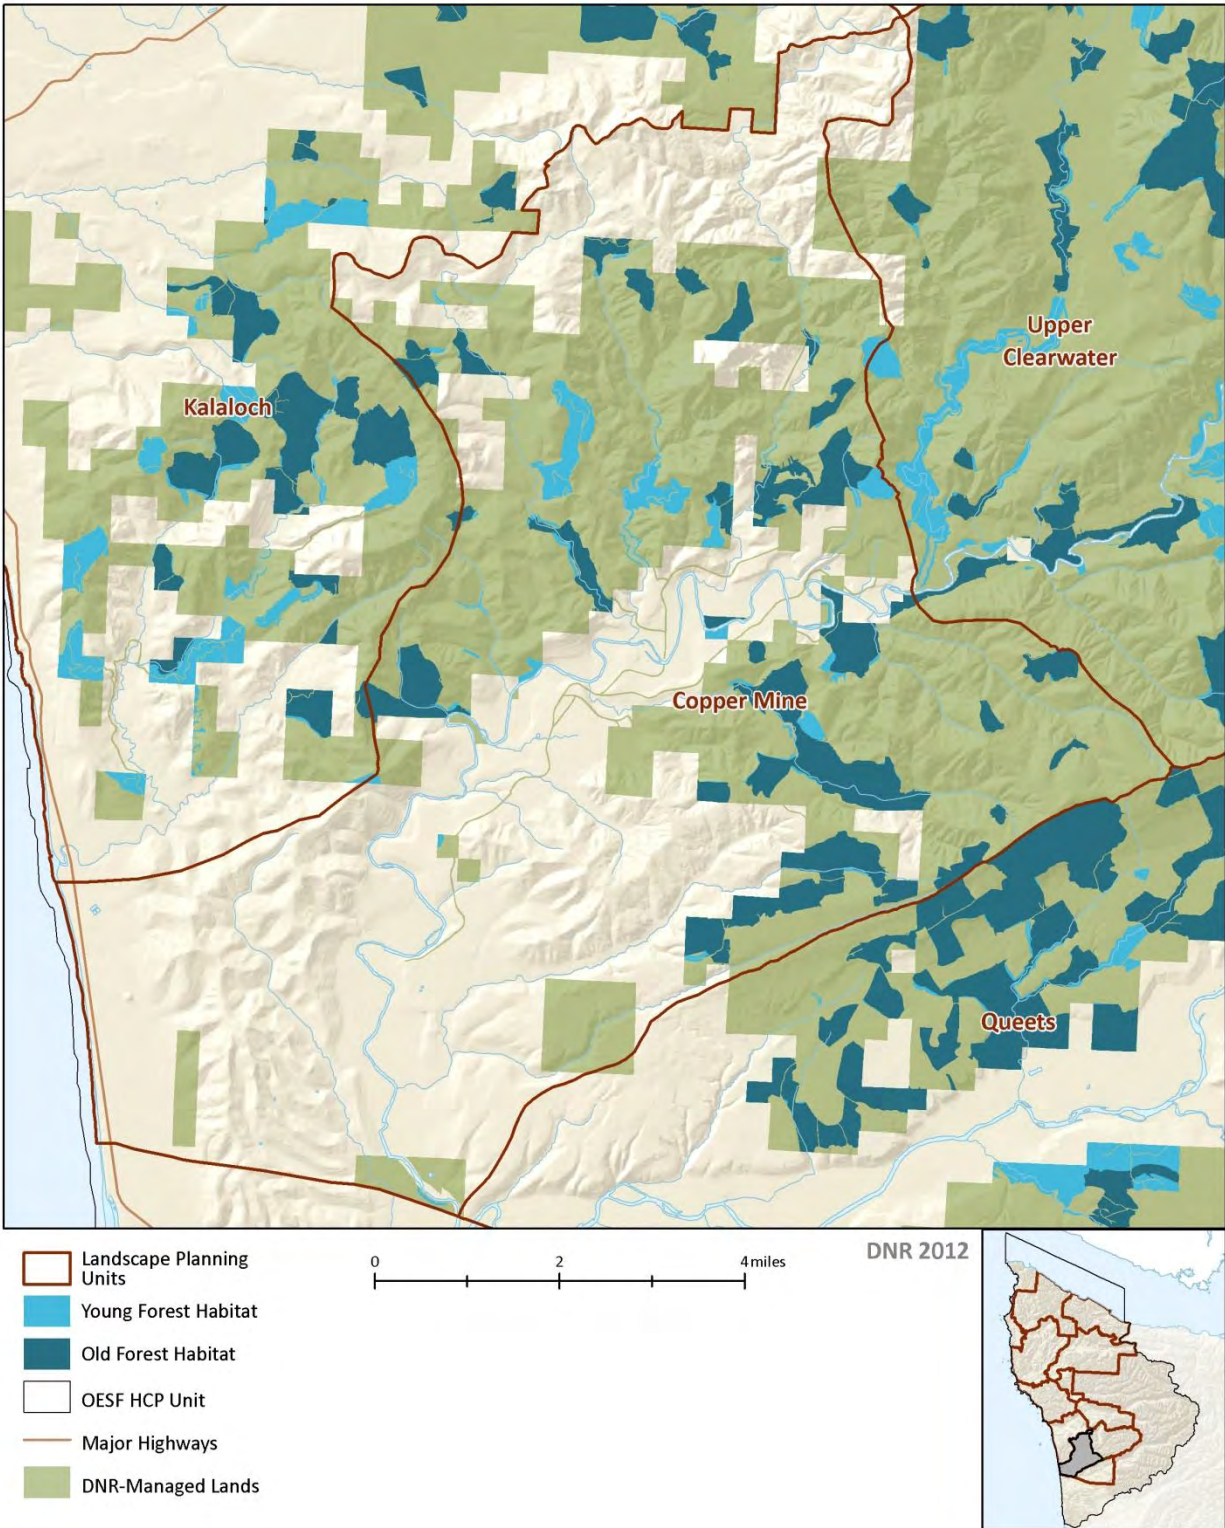 Upper
Clearwater
Kalaloch
Copper Mine
Queets
Landscape Planning
Units
Young Forest Habitat
Old Forest Habitat
OESF HCP Unit
Major Highways
DNR-Managed Lands
0 2 4 miles
DNR 2012